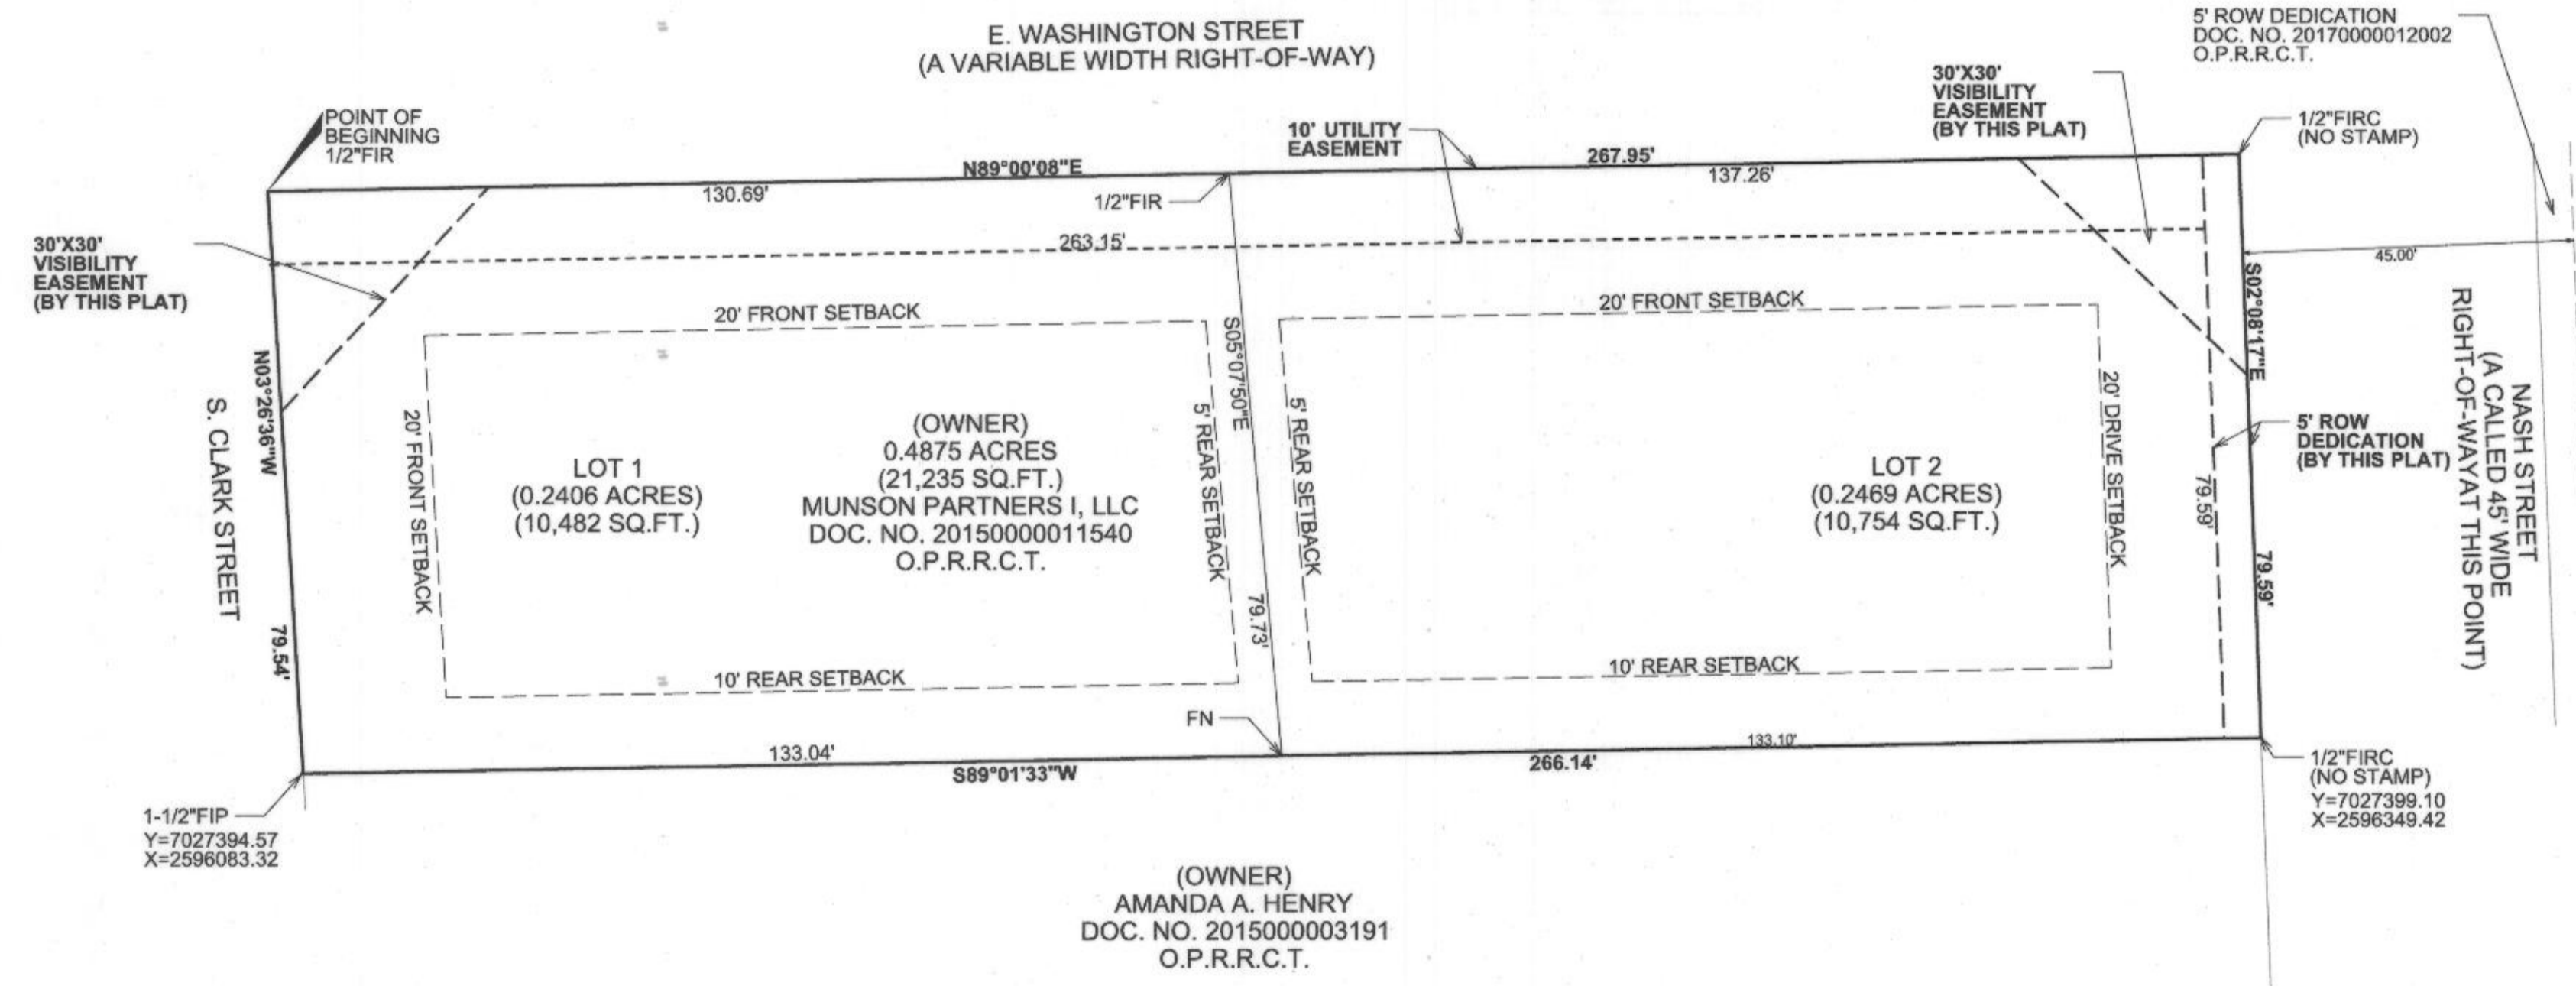 E. WASHINGTON STREET
(A VARIABLE WIDTH RIGHT-OF-WAY)
5' ROW DEDICATION
DOC. NO. 20170000012002
O.P.R.R.C.T.
30'X30'
VISIBILITY
EASEMENT
(BY THIS PLAT)
1/2"FIRC
(NO STAMP)
POINT OF
BEGINNING
1/2"FIR
10' UTILITY
EASEMENT
N89°00'08"E
267.95'
130.69'
137.26'
1/2"FIR
263.15'
30'X30'
VISIBILITY
EASEMENT
(BY THIS PLAT)
45.00'
20' FRONT SETBACK
20' FRONT SETBACK
N03°26'36"W
79.54'
S. CLARK STREET
20' FRONT SETBACK
LOT 1
(0.2406 ACRES)
(10,482 SQ.FT.)
(OWNER)
0.4875 ACRES
(21,235 SQ.FT.)
MUNSON PARTNERS I, LLC
DOC. NO. 20150000011540
O.P.R.R.C.T.
5' REAR SETBACK
S05°07'50"E
79.73'
5' REAR SETBACK
LOT 2
(0.2469 ACRES)
(10,754 SQ.FT.)
20' DRIVE SETBACK
79.59'
S02°08'17"E
79.59'
5' ROW
DEDICATION
(BY THIS PLAT)
NASH STREET
(A CALLED 45' WIDE
RIGHT-OF-WAYAT THIS POINT)
10' REAR SETBACK
10' REAR SETBACK
FN
133.04'
133.10'
S89°01'33"W
266.14'
1-1/2"FIP
Y=7027394.57
X=2596083.32
1/2"FIRC
(NO STAMP)
Y=7027399.10
X=2596349.42
(OWNER)
AMANDA A. HENRY
DOC. NO. 2015000003191
O.P.R.R.C.T.